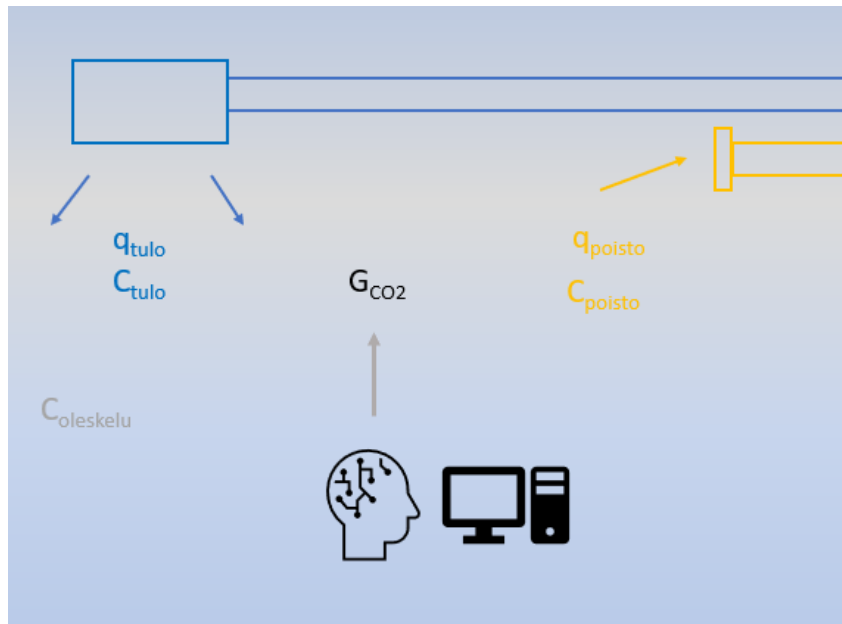 q_tulo
C_tulo
G_CO2
q_poisto
C_poisto
C_oleskelu